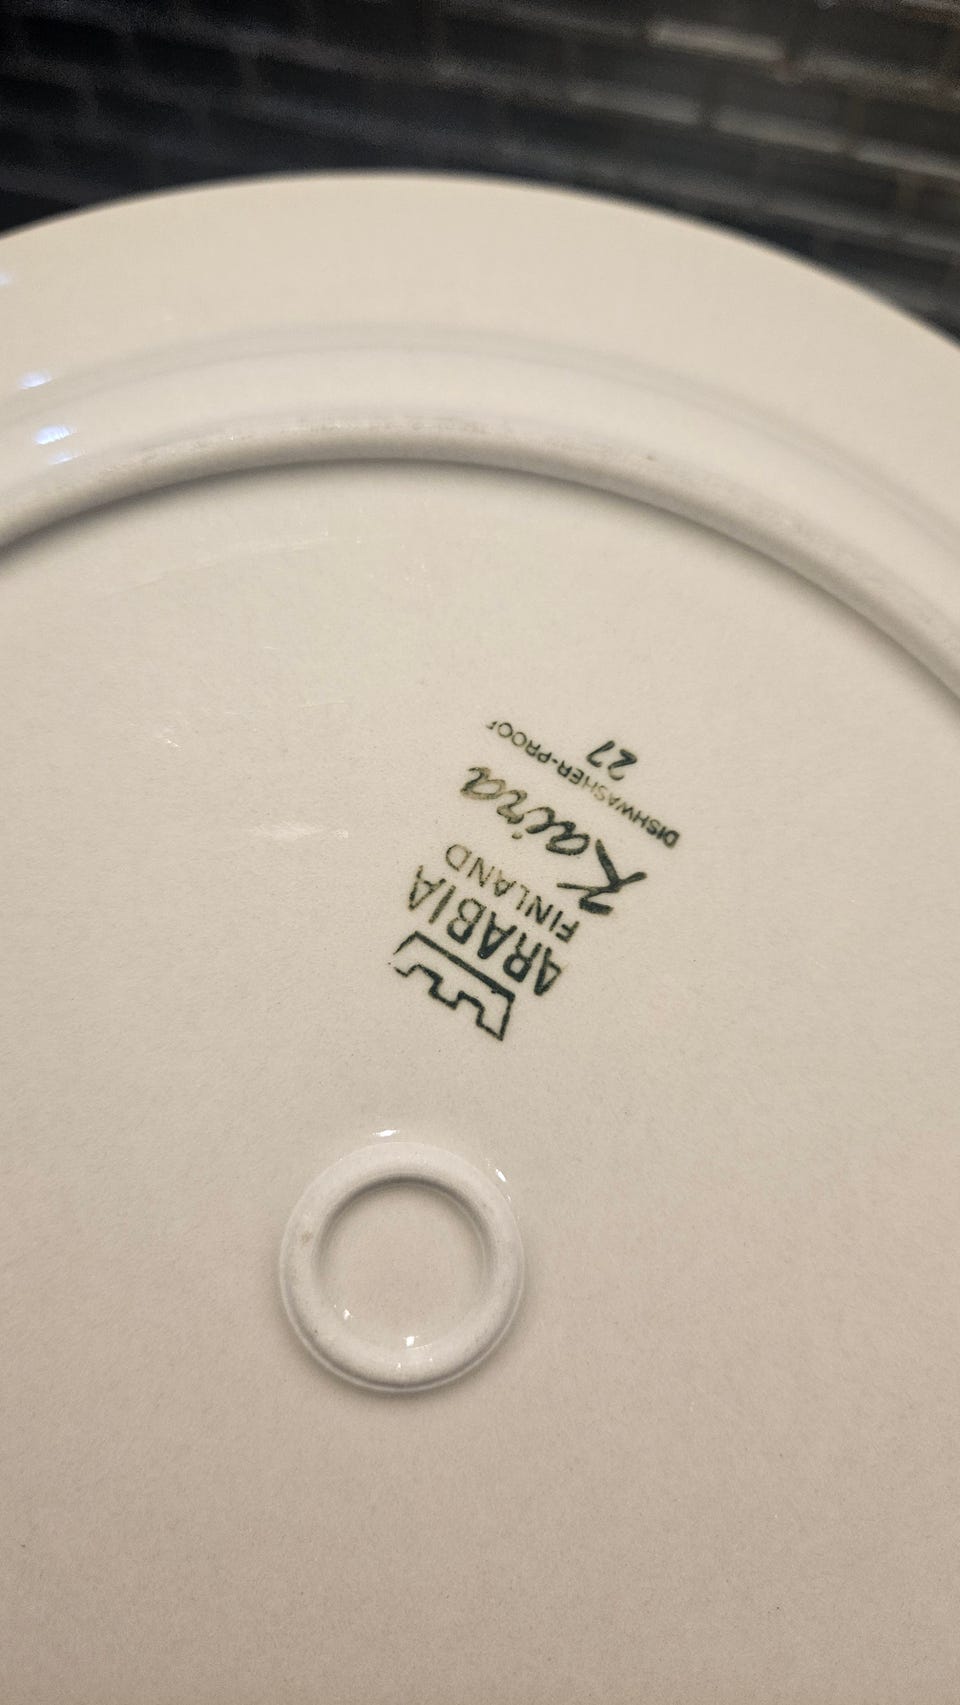 ARABIA
FINLAND
Kaira
DISHWASHER-PROOF
27